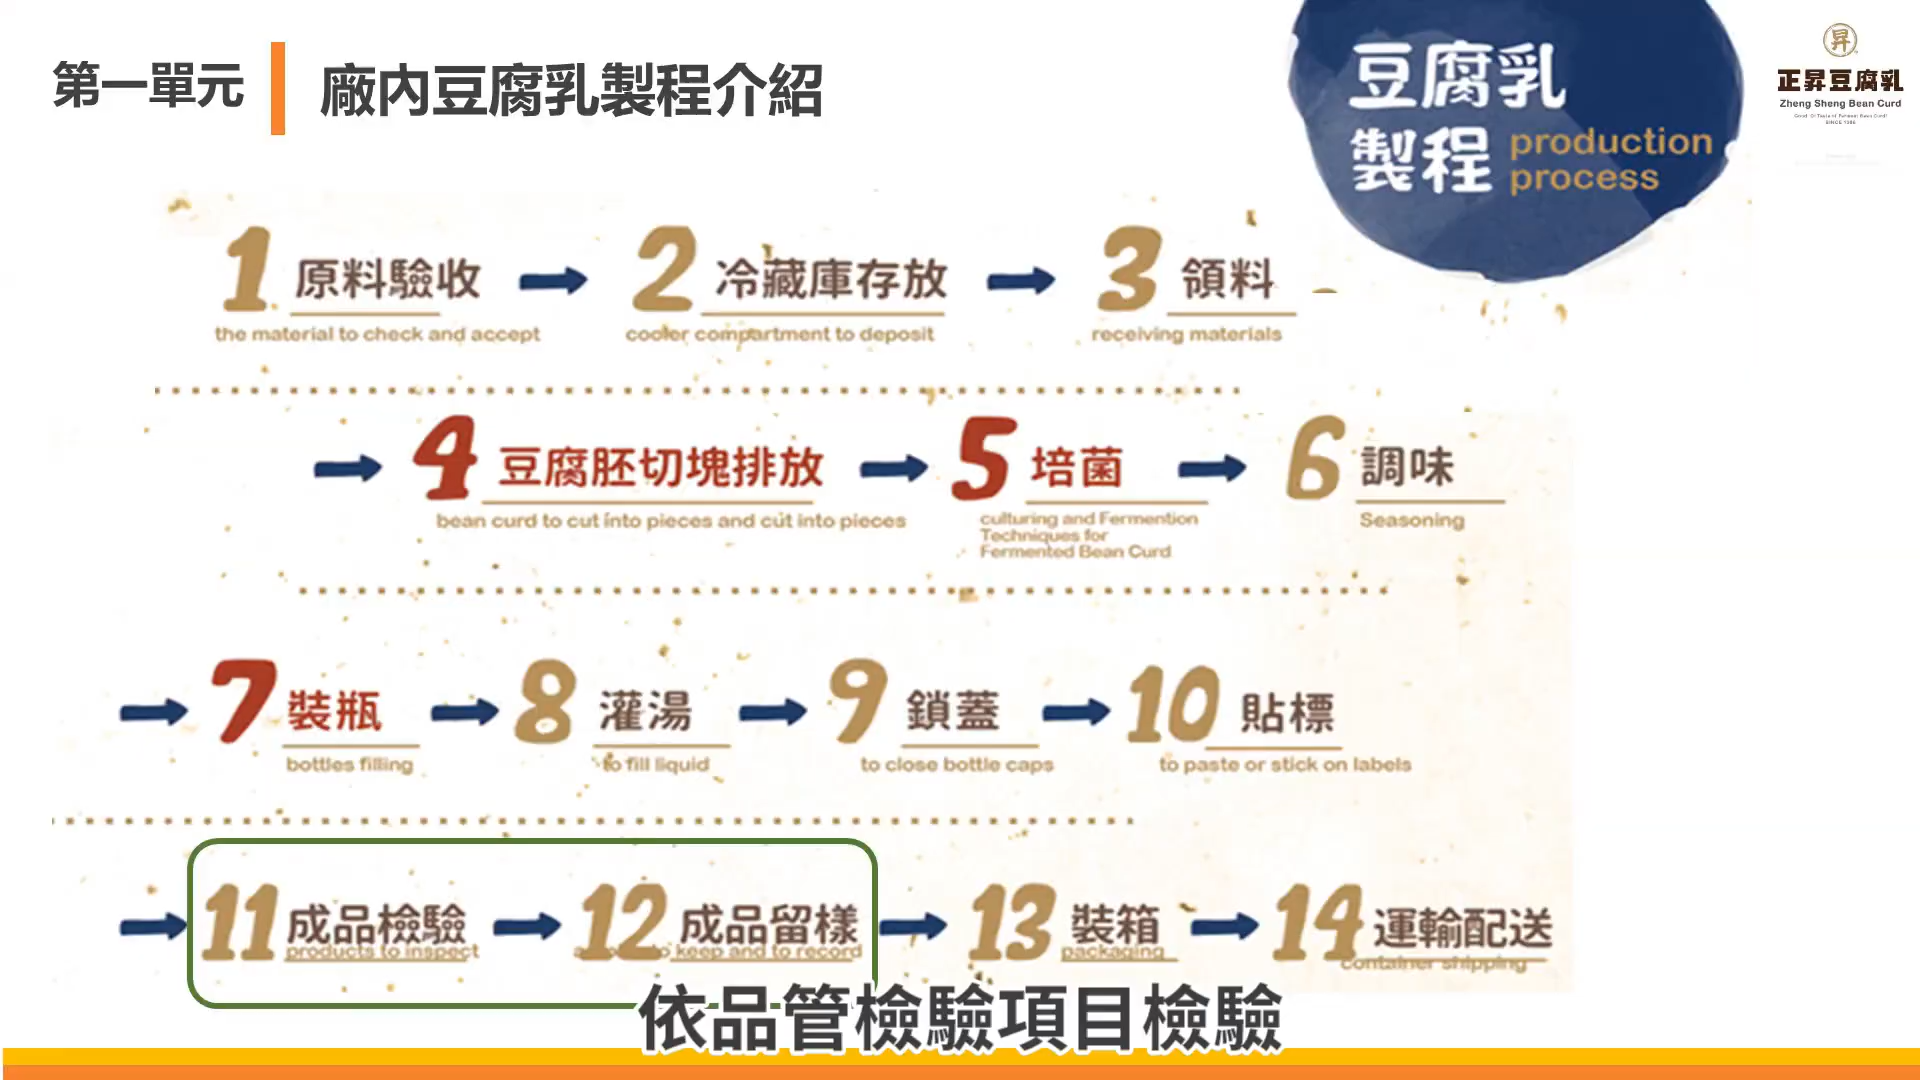 第一單元
廠內豆腐乳製程介紹
豆腐乳
製程 production process
昇
正昇豆腐乳
Zheng Sheng Bean Curd
SINCE 1986
1 原料驗收
the material to check and accept
2 冷藏庫存放
cooler compartment to deposit
3 領料
receiving materials
4 豆腐胚切塊排放
bean curd to cut into pieces and cut into pieces
5 培菌
culturing and Fermention
Techniques for
Fermented Bean Curd
6 調味
Seasoning
7 裝瓶
bottles filling
8 灌湯
to fill liquid
9 鎖蓋
to close bottle caps
10 貼標
to paste or stick on labels
11 成品檢驗
products to inspect
12 成品留樣
keep and to record
13 裝箱
packaging
14 運輸配送
container shipping
依品管檢驗項目檢驗